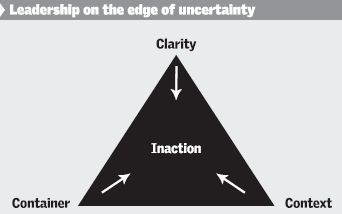 Leadership on the edge of uncertainty
Clarity
Inaction
Container Context